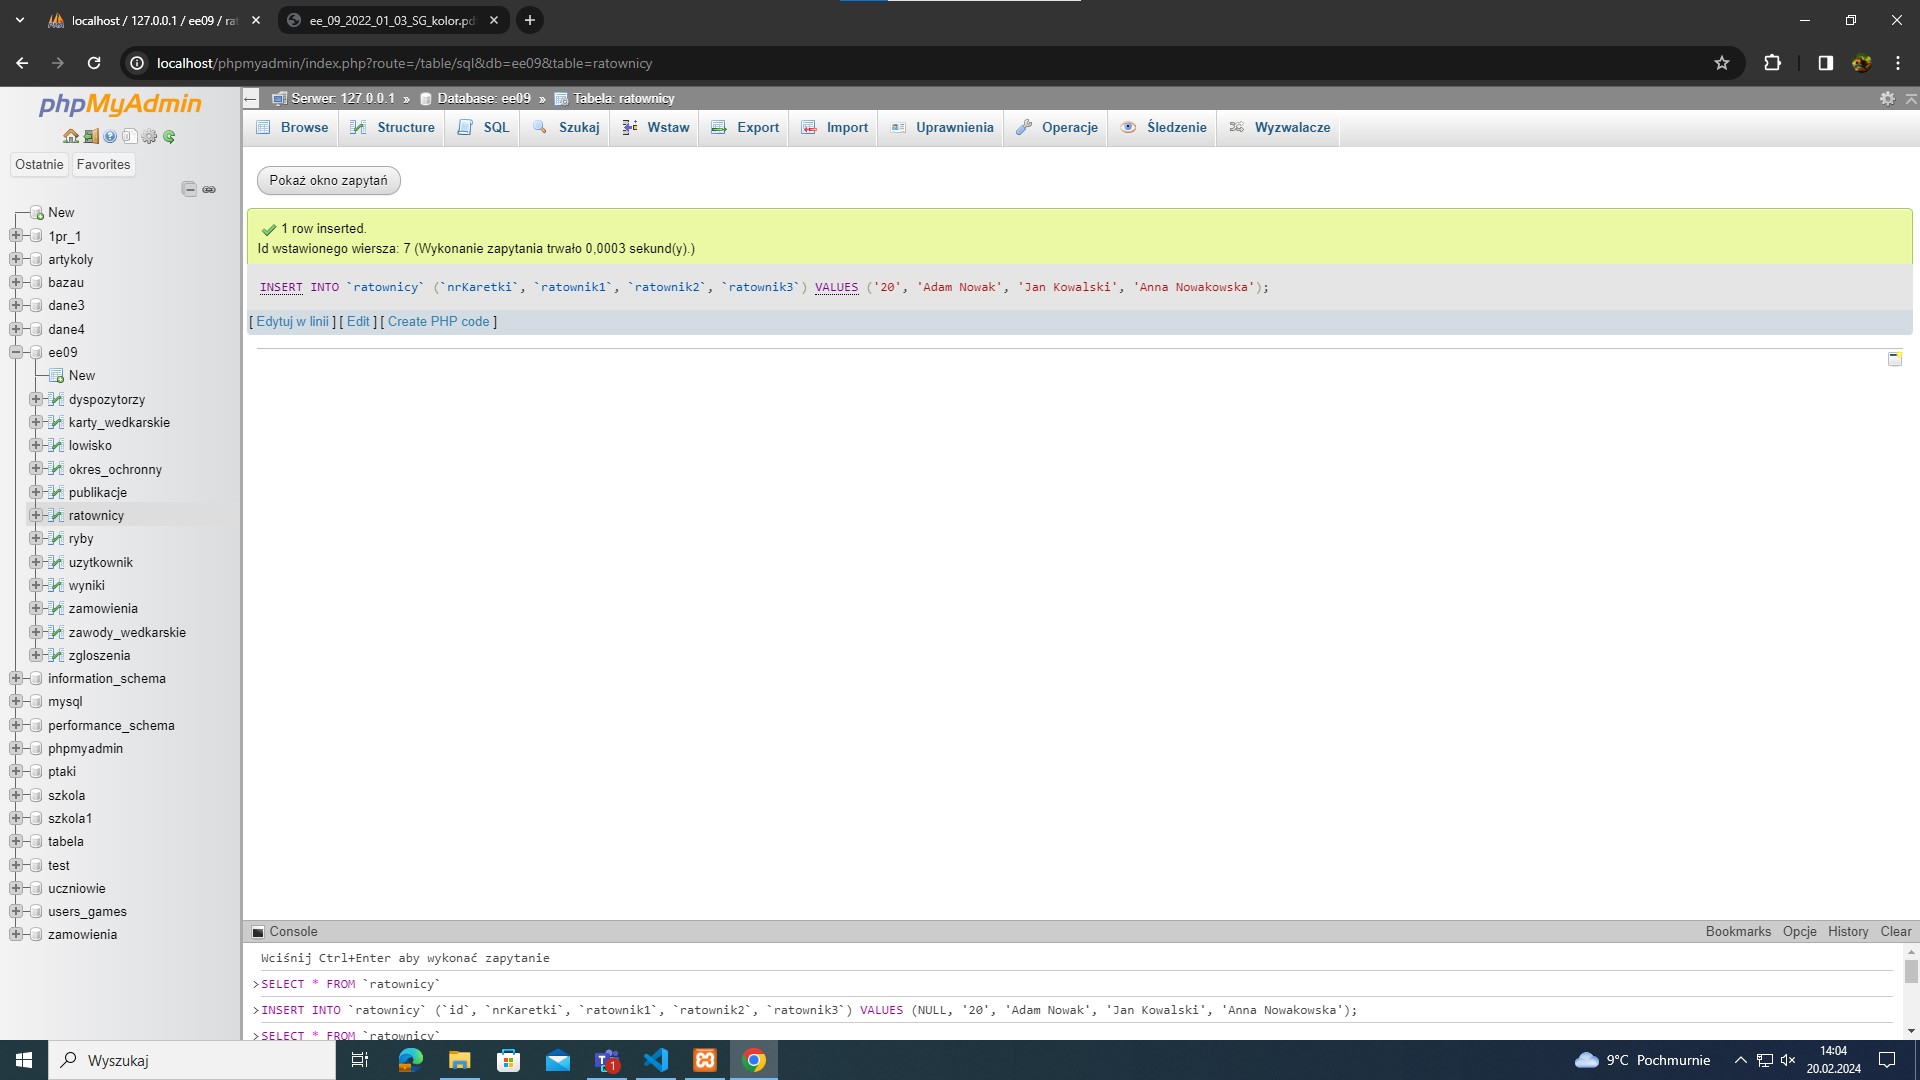 localhost / 127.0.0.1 / ee09 / rat
ee_09_2022_01_03_SG_kolor.pd
localhost/phpmyadmin/index.php?route=/table/sql&db=ee09&table=ratownicy
phpMyAdmin
Ostatnie Favorites
New
1pr_1
artykoly
bazau
dane3
dane4
ee09
New
dyspozytorzy
karty_wedkarskie
lowisko
okres_ochronny
publikacje
ratownicy
ryby
uzytkownik
wyniki
zamowienia
zawody_wedkarskie
zgloszenia
information_schema
mysql
performance_schema
phpmyadmin
ptaki
szkola
szkola1
tabela
test
uczniowie
users_games
zamowienia
Serwer: 127.0.0.1 » Database: ee09 » Tabela: ratownicy
Browse Structure SQL Szukaj Wstaw Export Import Uprawnienia Operacje Śledzenie Wyzwalacze
Pokaż okno zapytań
1 row inserted.
Id wstawionego wiersza: 7 (Wykonanie zapytania trwało 0,0003 sekund(y).)
INSERT INTO `ratownicy` (`nrKaretki`, `ratownik1`, `ratownik2`, `ratownik3`) VALUES ('20', 'Adam Nowak', 'Jan Kowalski', 'Anna Nowakowska');
[ Edytuj w linii ] [ Edit ] [ Create PHP code ]
Console Bookmarks Opcje History Clear
Wciśnij Ctrl+Enter aby wykonać zapytanie
>SELECT * FROM `ratownicy`
>INSERT INTO `ratownicy` (`id`, `nrKaretki`, `ratownik1`, `ratownik2`, `ratownik3`) VALUES (NULL, '20', 'Adam Nowak', 'Jan Kowalski', 'Anna Nowakowska');
>SELECT * FROM `ratownicy`
Wyszukaj
1
9°C Pochmurnie
14:04
20.02.2024